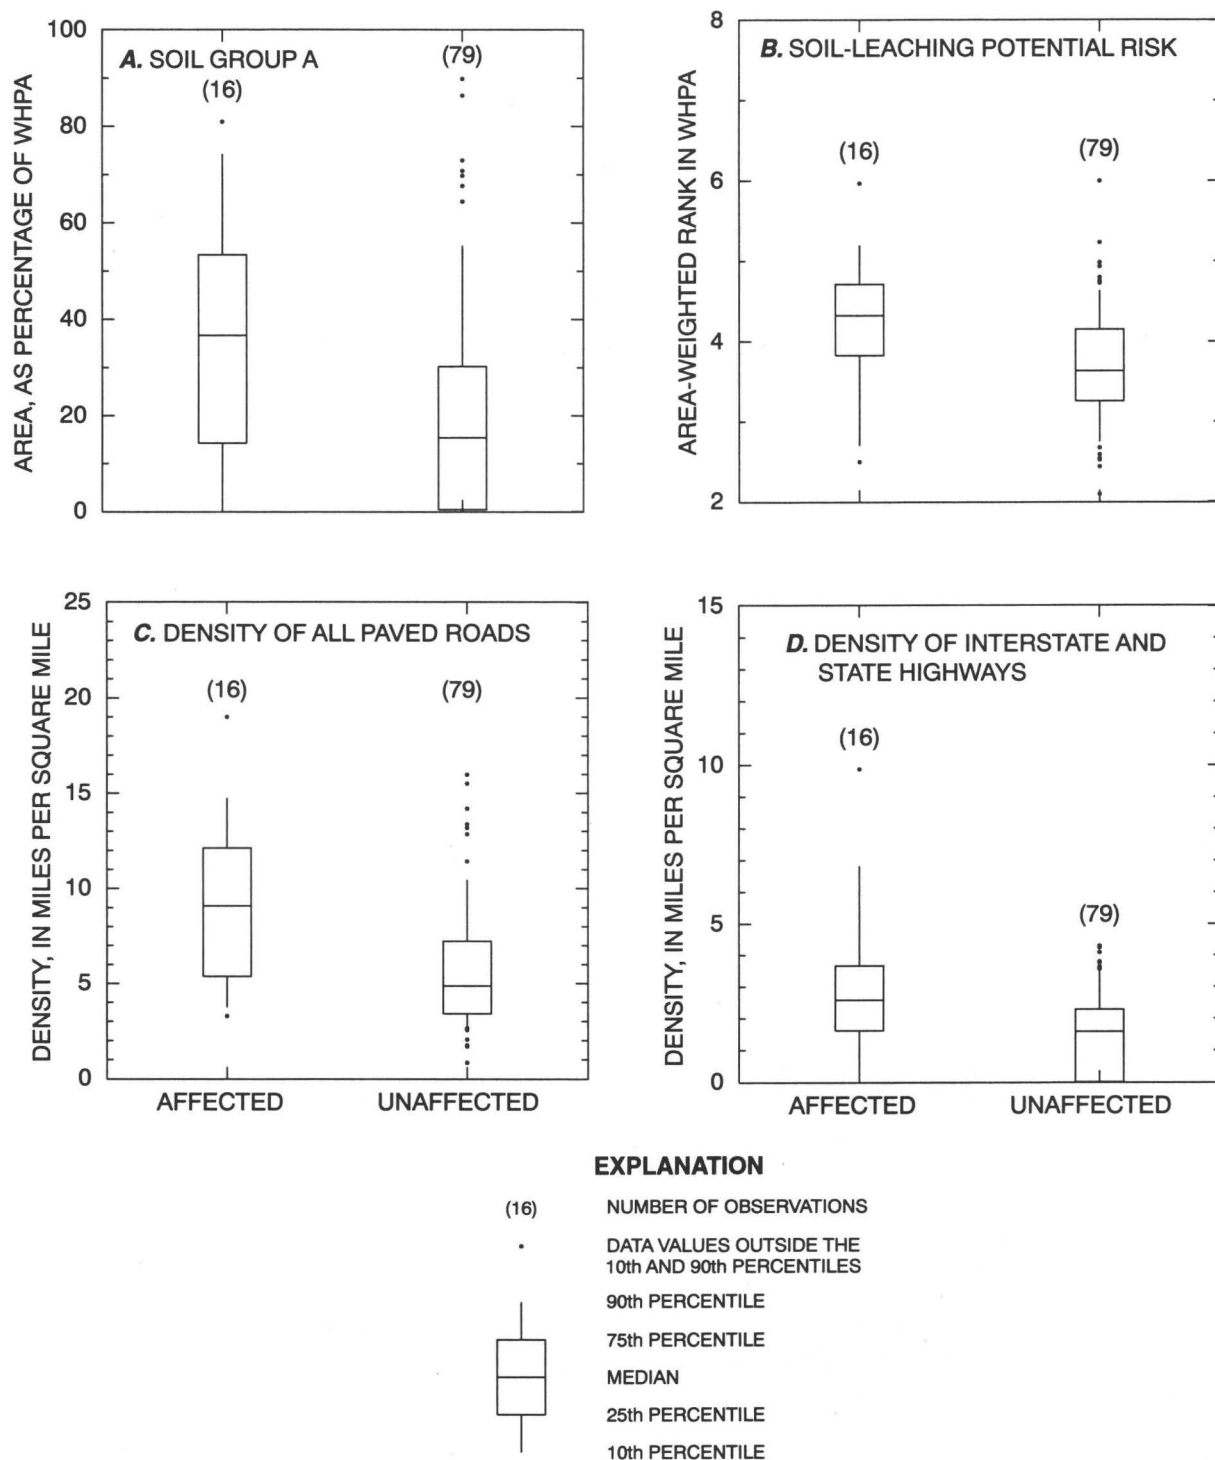 AREA, AS PERCENTAGE OF WHPA
100
80
60
40
20
0
A. SOIL GROUP A
(16)
(79)
AREA-WEIGHTED RANK IN WHPA
8
6
4
2
B. SOIL-LEACHING POTENTIAL RISK
(16)
(79)
DENSITY, IN MILES PER SQUARE MILE
25
20
15
10
5
0
C. DENSITY OF ALL PAVED ROADS
(16)
(79)
AFFECTED
UNAFFECTED
DENSITY, IN MILES PER SQUARE MILE
15
10
5
0
D. DENSITY OF INTERSTATE AND
STATE HIGHWAYS
(16)
(79)
AFFECTED
UNAFFECTED
EXPLANATION
(16) NUMBER OF OBSERVATIONS
DATA VALUES OUTSIDE THE
10th AND 90th PERCENTILES
90th PERCENTILE
75th PERCENTILE
MEDIAN
25th PERCENTILE
10th PERCENTILE